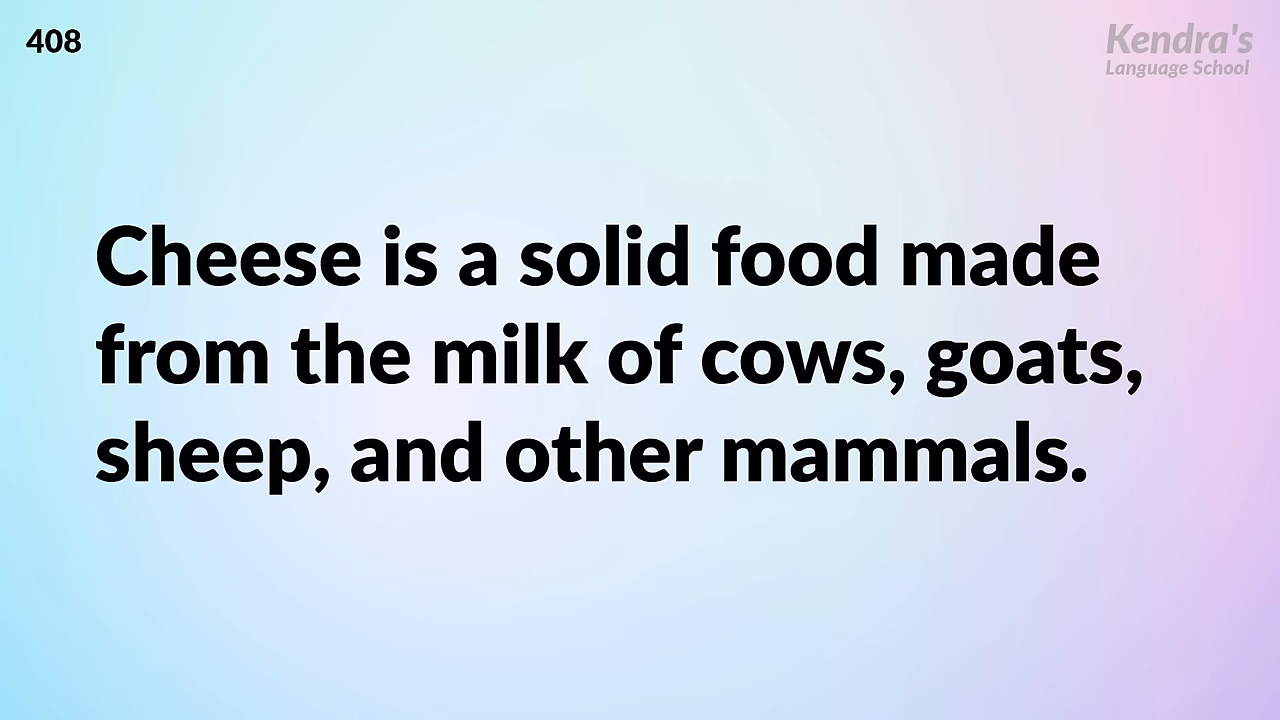 408
Kendra's
Language School
Cheese is a solid food made
from the milk of cows, goats,
sheep, and other mammals.